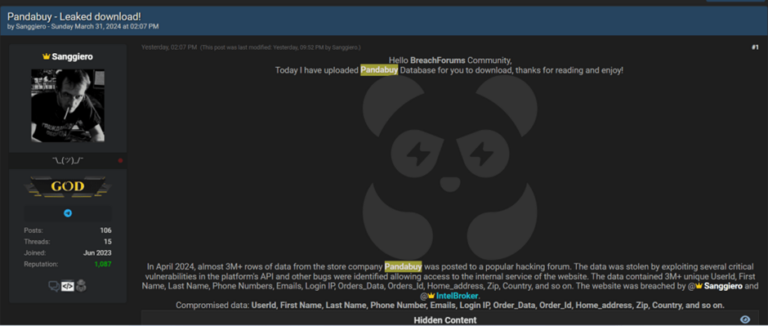 Pandabuy - Leaked download!
by Sanggiero - Sunday March 31, 2024 at 02:07 PM
Sanggiero
¯\_(ツ)_/¯
GOD
Posts: 106
Threads: 15
Joined: Jun 2023
Reputation: 1,087
Yesterday, 02:07 PM (This post was last modified: Yesterday, 09:02 PM by Sanggiero.)
#1
Hello BreachForums Community,
Today I have uploaded Pandabuy Database for you to download, thanks for reading and enjoy!
In April 2024, almost 3M+ rows of data from the store company Pandabuy was posted to a popular hacking forum. The data was stolen by exploiting several critical
vulnerabilities in the platform's API and other bugs were identified allowing access to the internal service of the website. The data contained 3M+ unique UserId, First
Name, Last Name, Phone Numbers, Emails, Login IP, Orders_Data, Orders_Id, Home_address, Zip, Country, and so on. The website was breached by @Sanggiero and
@IntelBroker.
Compromised data: UserId, First Name, Last Name, Phone Number, Emails, Login IP, Order_Data, Order_Id, Home_address, Zip, Country, and so on.
Hidden Content